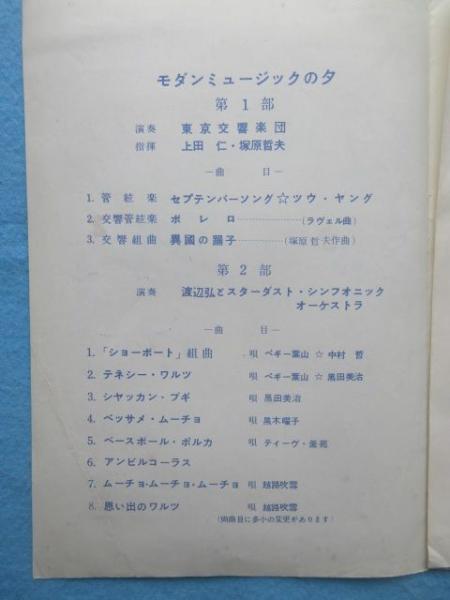 モダンミュージックの夕
第1部
演奏 東京交響楽団
指揮 上田 仁・塚原哲夫
―曲目―
1. 管絃楽 セプテンバーソング☆ツウ・ヤング
2. 交響管絃楽 ボレロ……………(ラヴェル曲)
3. 交響組曲 異國の踊子…………(塚原哲夫作曲)
第2部
演奏 渡辺弘とスターダスト・シンフォニック
オーケストラ
―曲目―
1. 「ショーボート」組曲 唄 ペギー葉山 ☆ 中村 哲
2. テネシー・ワルツ 唄 ペギー葉山 ☆ 黒田美治
3. シヤッカン・ブギ 唄 黒田美治
4. ベッサメ・ムーチョ 唄 黒木曜子
5. ベースボール・ポルカ 唄 ティーヴ・釜萢
6. アンビルコーラス
7. ムーチョ・ムーチョ・ムーチョ 唄 越路吹雪
8. 思い出のワルツ 唄 越路吹雪
(尚曲目に多小の変更があります)